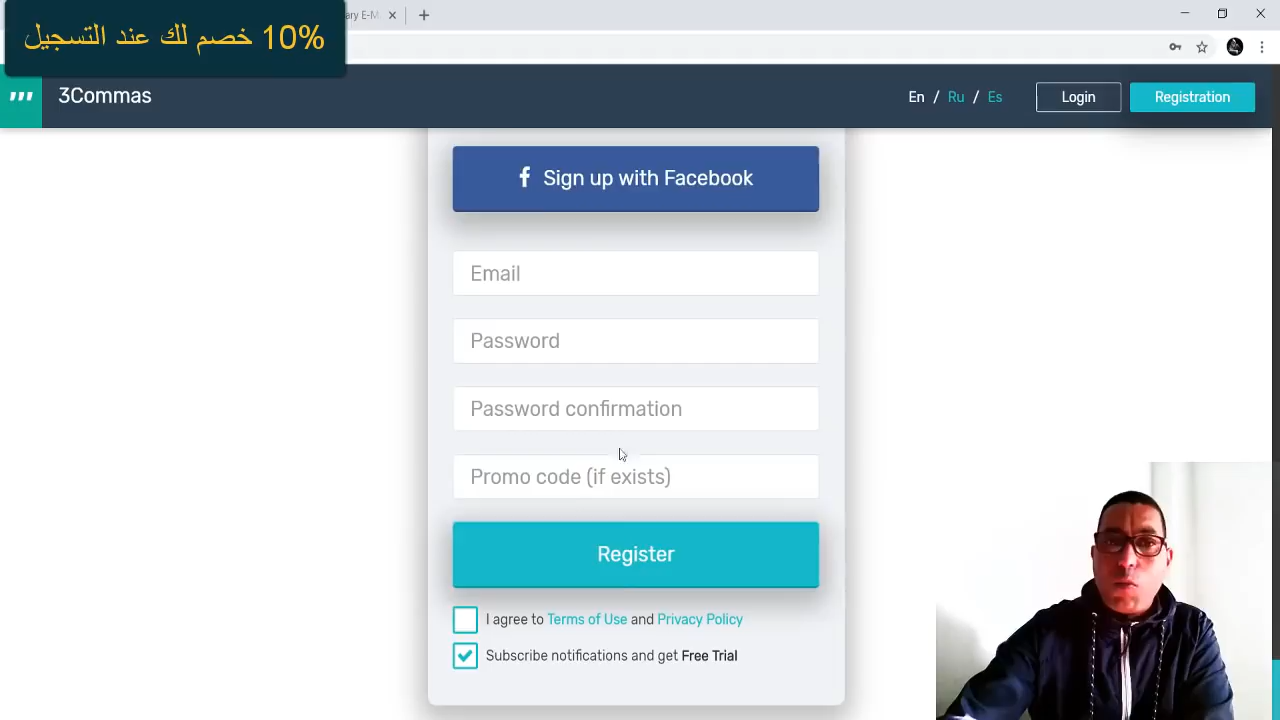 10% خصم لك عند التسجيل
ary E-M
3Commas
En / Ru / Es
Login
Registration
Sign up with Facebook
Email
Password
Password confirmation
Promo code (if exists)
Register
I agree to Terms of Use and Privacy Policy
Subscribe notifications and get Free Trial